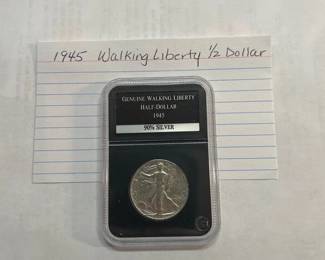 1945 Walking Liberty ½ Dollar
GENUINE WALKING LIBERTY
HALF-DOLLAR
1945
90% SILVER